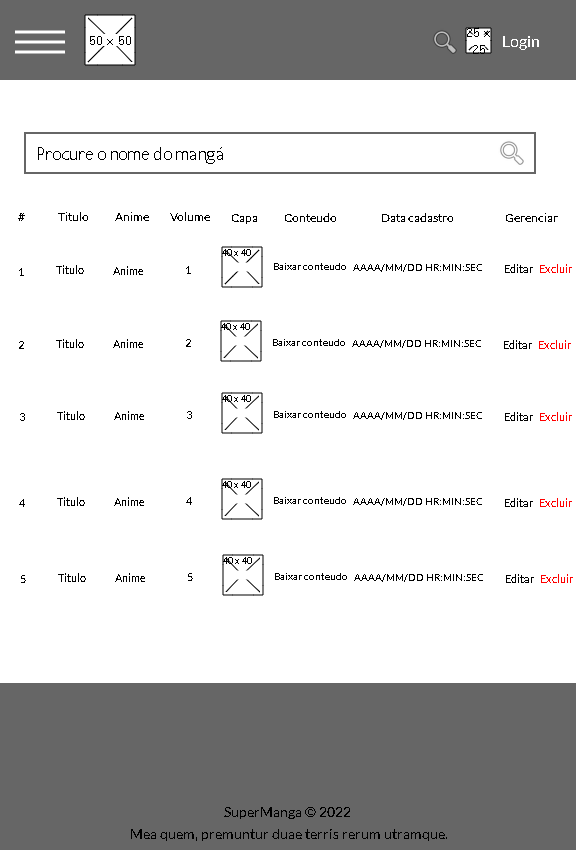 50 x 50
25 x 25
Login
Procure o nome do mangá
# Titulo Anime Volume Capa Conteudo Data cadastro Gerenciar
1 Titulo Anime 1 40 x 40 Baixar conteudo AAAA/MM/DD HR:MIN:SEC Editar Excluir
2 Titulo Anime 2 40 x 40 Baixar conteudo AAAA/MM/DD HR:MIN:SEC Editar Excluir
3 Titulo Anime 3 40 x 40 Baixar conteudo AAAA/MM/DD HR:MIN:SEC Editar Excluir
4 Titulo Anime 4 40 x 40 Baixar conteudo AAAA/MM/DD HR:MIN:SEC Editar Excluir
5 Titulo Anime 5 40 x 40 Baixar conteudo AAAA/MM/DD HR:MIN:SEC Editar Excluir
SuperManga © 2022
Mea quem, premuntur duae terris rerum utramque.